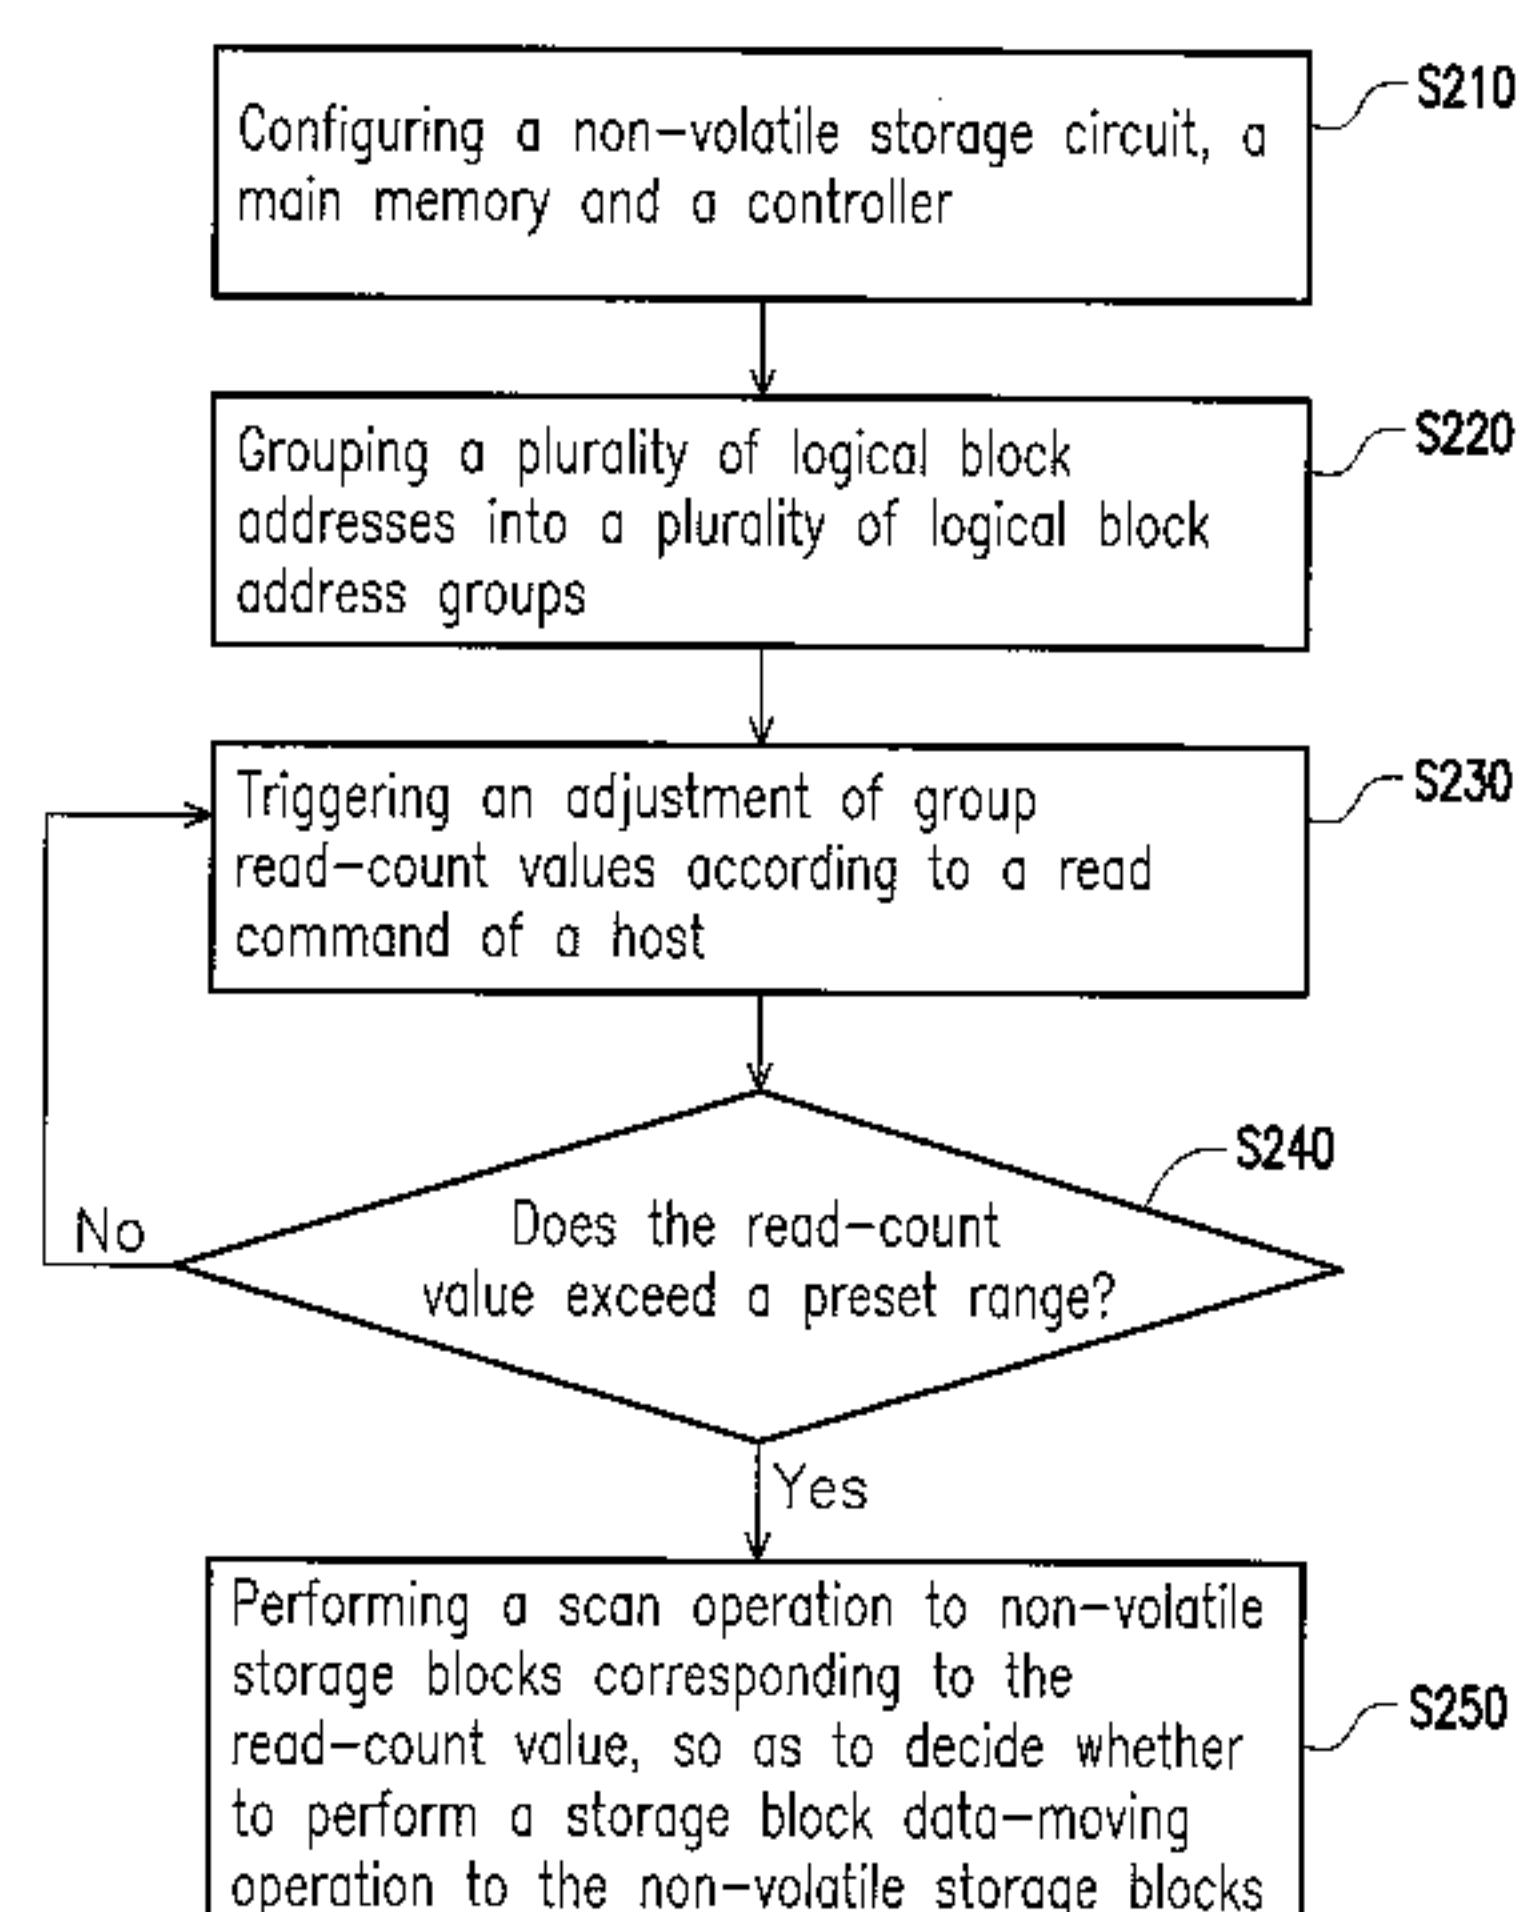 Configuring a non-volatile storage circuit, a
main memory and a controller
S210
Grouping a plurality of logical block
addresses into a plurality of logical block
address groups
S220
Triggering an adjustment of group
read-count values according to a read
command of a host
S230
Does the read-count
value exceed a preset range?
S240
No
Yes
Performing a scan operation to non-volatile
storage blocks corresponding to the
read-count value, so as to decide whether
to perform a storage block data-moving
operation to the non-volatile storage blocks
S250